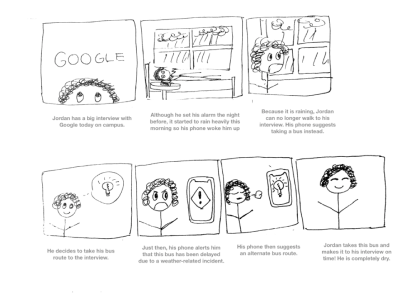 GOOGLE
Jordan has a big interview with
Google today on campus.
Although he set his alarm the night
before, it started to rain heavily this
morning so his phone woke him up
Because it is raining, Jordan
can no longer walk to his
interview. His phone suggests
taking a bus instead.
He decides to take his bus
route to the interview.
Just then, his phone alerts him
that this bus has been delayed
due to a weather-related incident.
His phone then suggests
an alternate bus route.
Jordan takes this bus and
makes it to his interview on
time! He is completely dry.